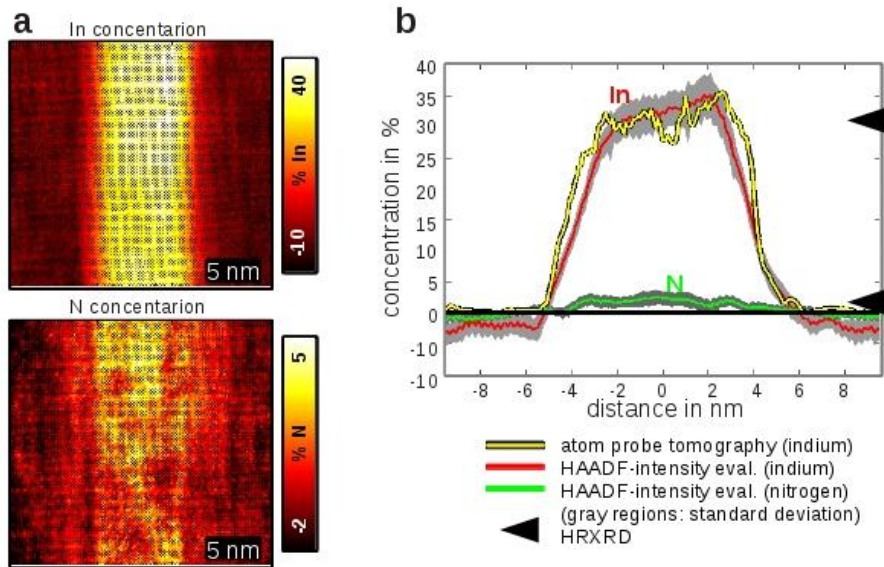 a
In concentarion
40
% In
-10
5 nm
N concentarion
5
% N
-2
5 nm
b
concentration in %
40
35
30
25
20
15
10
5
0
-10
In
N
-8 -6 -4 -2 0 2 4 6 8
distance in nm
atom probe tomography (indium)
HAADF-intensity eval. (indium)
HAADF-intensity eval. (nitrogen)
(gray regions: standard deviation)
HRXRD